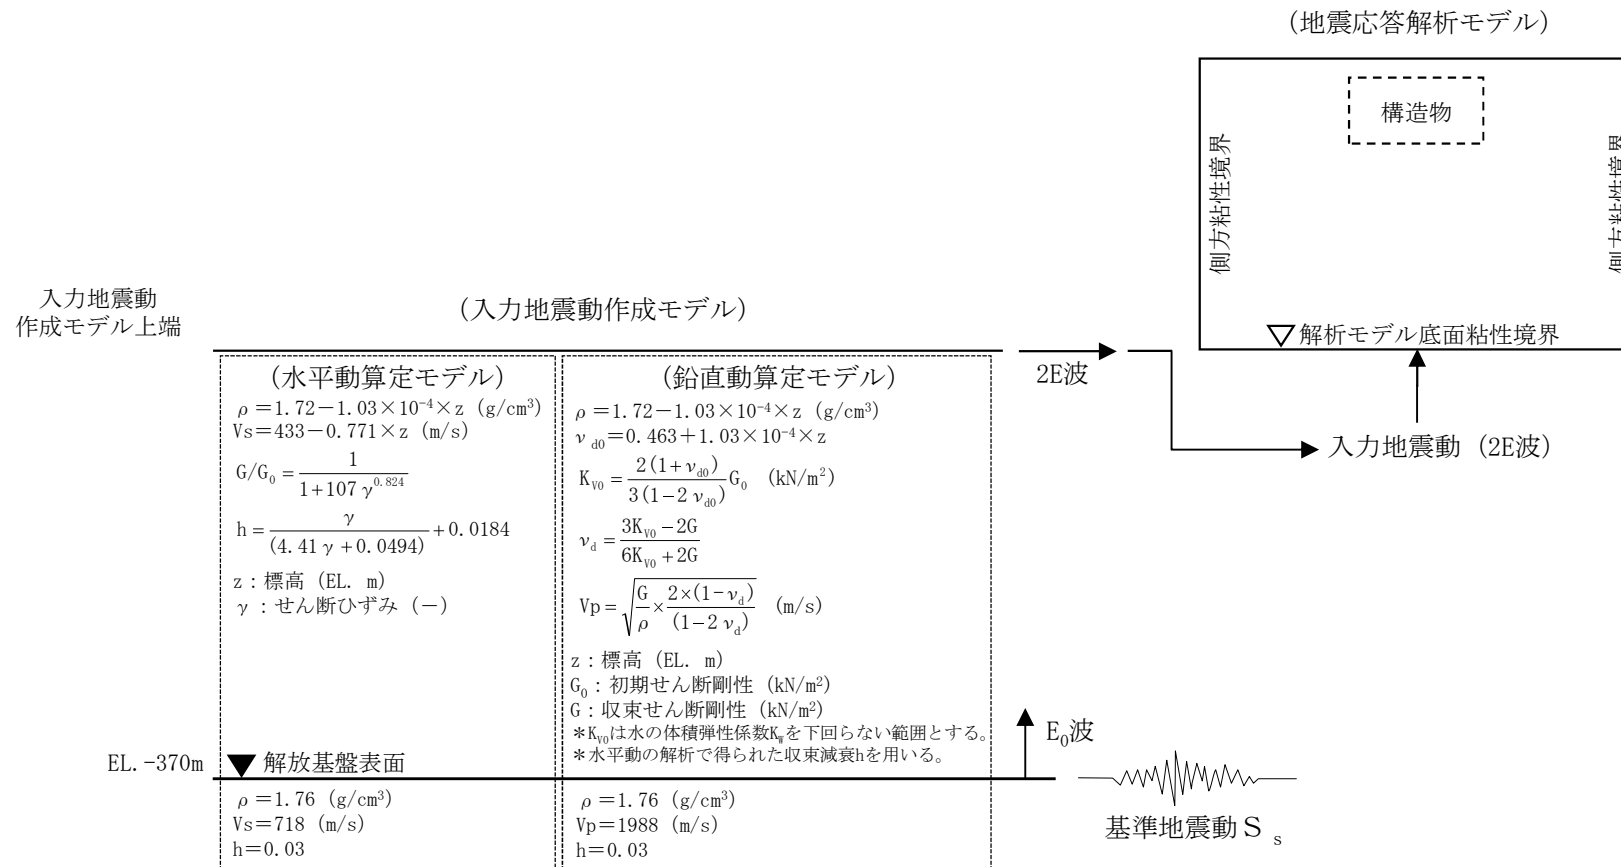 (地震応答解析モデル)
構造物
側方粘性境界
側方粘性境界
▽解析モデル底面粘性境界
入力地震動
作成モデル上端
(入力地震動作成モデル)
2E波
入力地震動 (2E波)
(水平動算定モデル)
ρ=1.72-1.03×10⁻⁴×z (g/cm³)
Vs=433-0.771×z (m/s)
G/G₀=1/(1+107γ^0.824)
h=γ/(4.41γ+0.0494)+0.0184
z:標高 (EL. m)
γ:せん断ひずみ (-)
(鉛直動算定モデル)
ρ=1.72-1.03×10⁻⁴×z (g/cm³)
ν_d0=0.463+1.03×10⁻⁴×z
K_V0=2(1+ν_d0)/3(1-2ν_d0)G₀ (kN/m²)
ν_d=(3K_V0-2G)/(6K_V0+2G)
Vp=√(G/ρ×2×(1-ν_d)/(1-2ν_d)) (m/s)
z:標高 (EL. m)
G₀:初期せん断剛性 (kN/m²)
G:収束せん断剛性 (kN/m²)
*K_V0は水の体積弾性係数K_Wを下回らない範囲とする。
*水平動の解析で得られた収束減衰hを用いる。
E₀波
EL.-370m ▼ 解放基盤表面
ρ=1.76 (g/cm³)
Vs=718 (m/s)
h=0.03
ρ=1.76 (g/cm³)
Vp=1988 (m/s)
h=0.03
基準地震動Ss